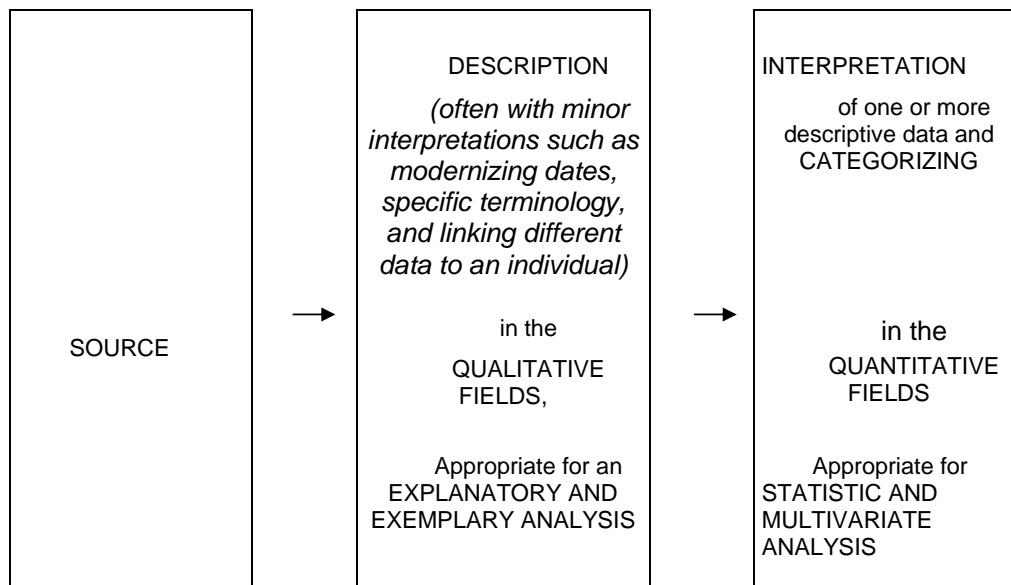 SOURCE
DESCRIPTION
(often with minor
interpretations such as
modernizing dates,
specific terminology,
and linking different
data to an individual)
in the
QUALITATIVE
FIELDS,
Appropriate for an
EXPLANATORY AND
EXEMPLARY ANALYSIS
INTERPRETATION
of one or more
descriptive data and
CATEGORIZING
in the
QUANTITATIVE
FIELDS
Appropriate for
STATISTIC AND
MULTIVARIATE
ANALYSIS